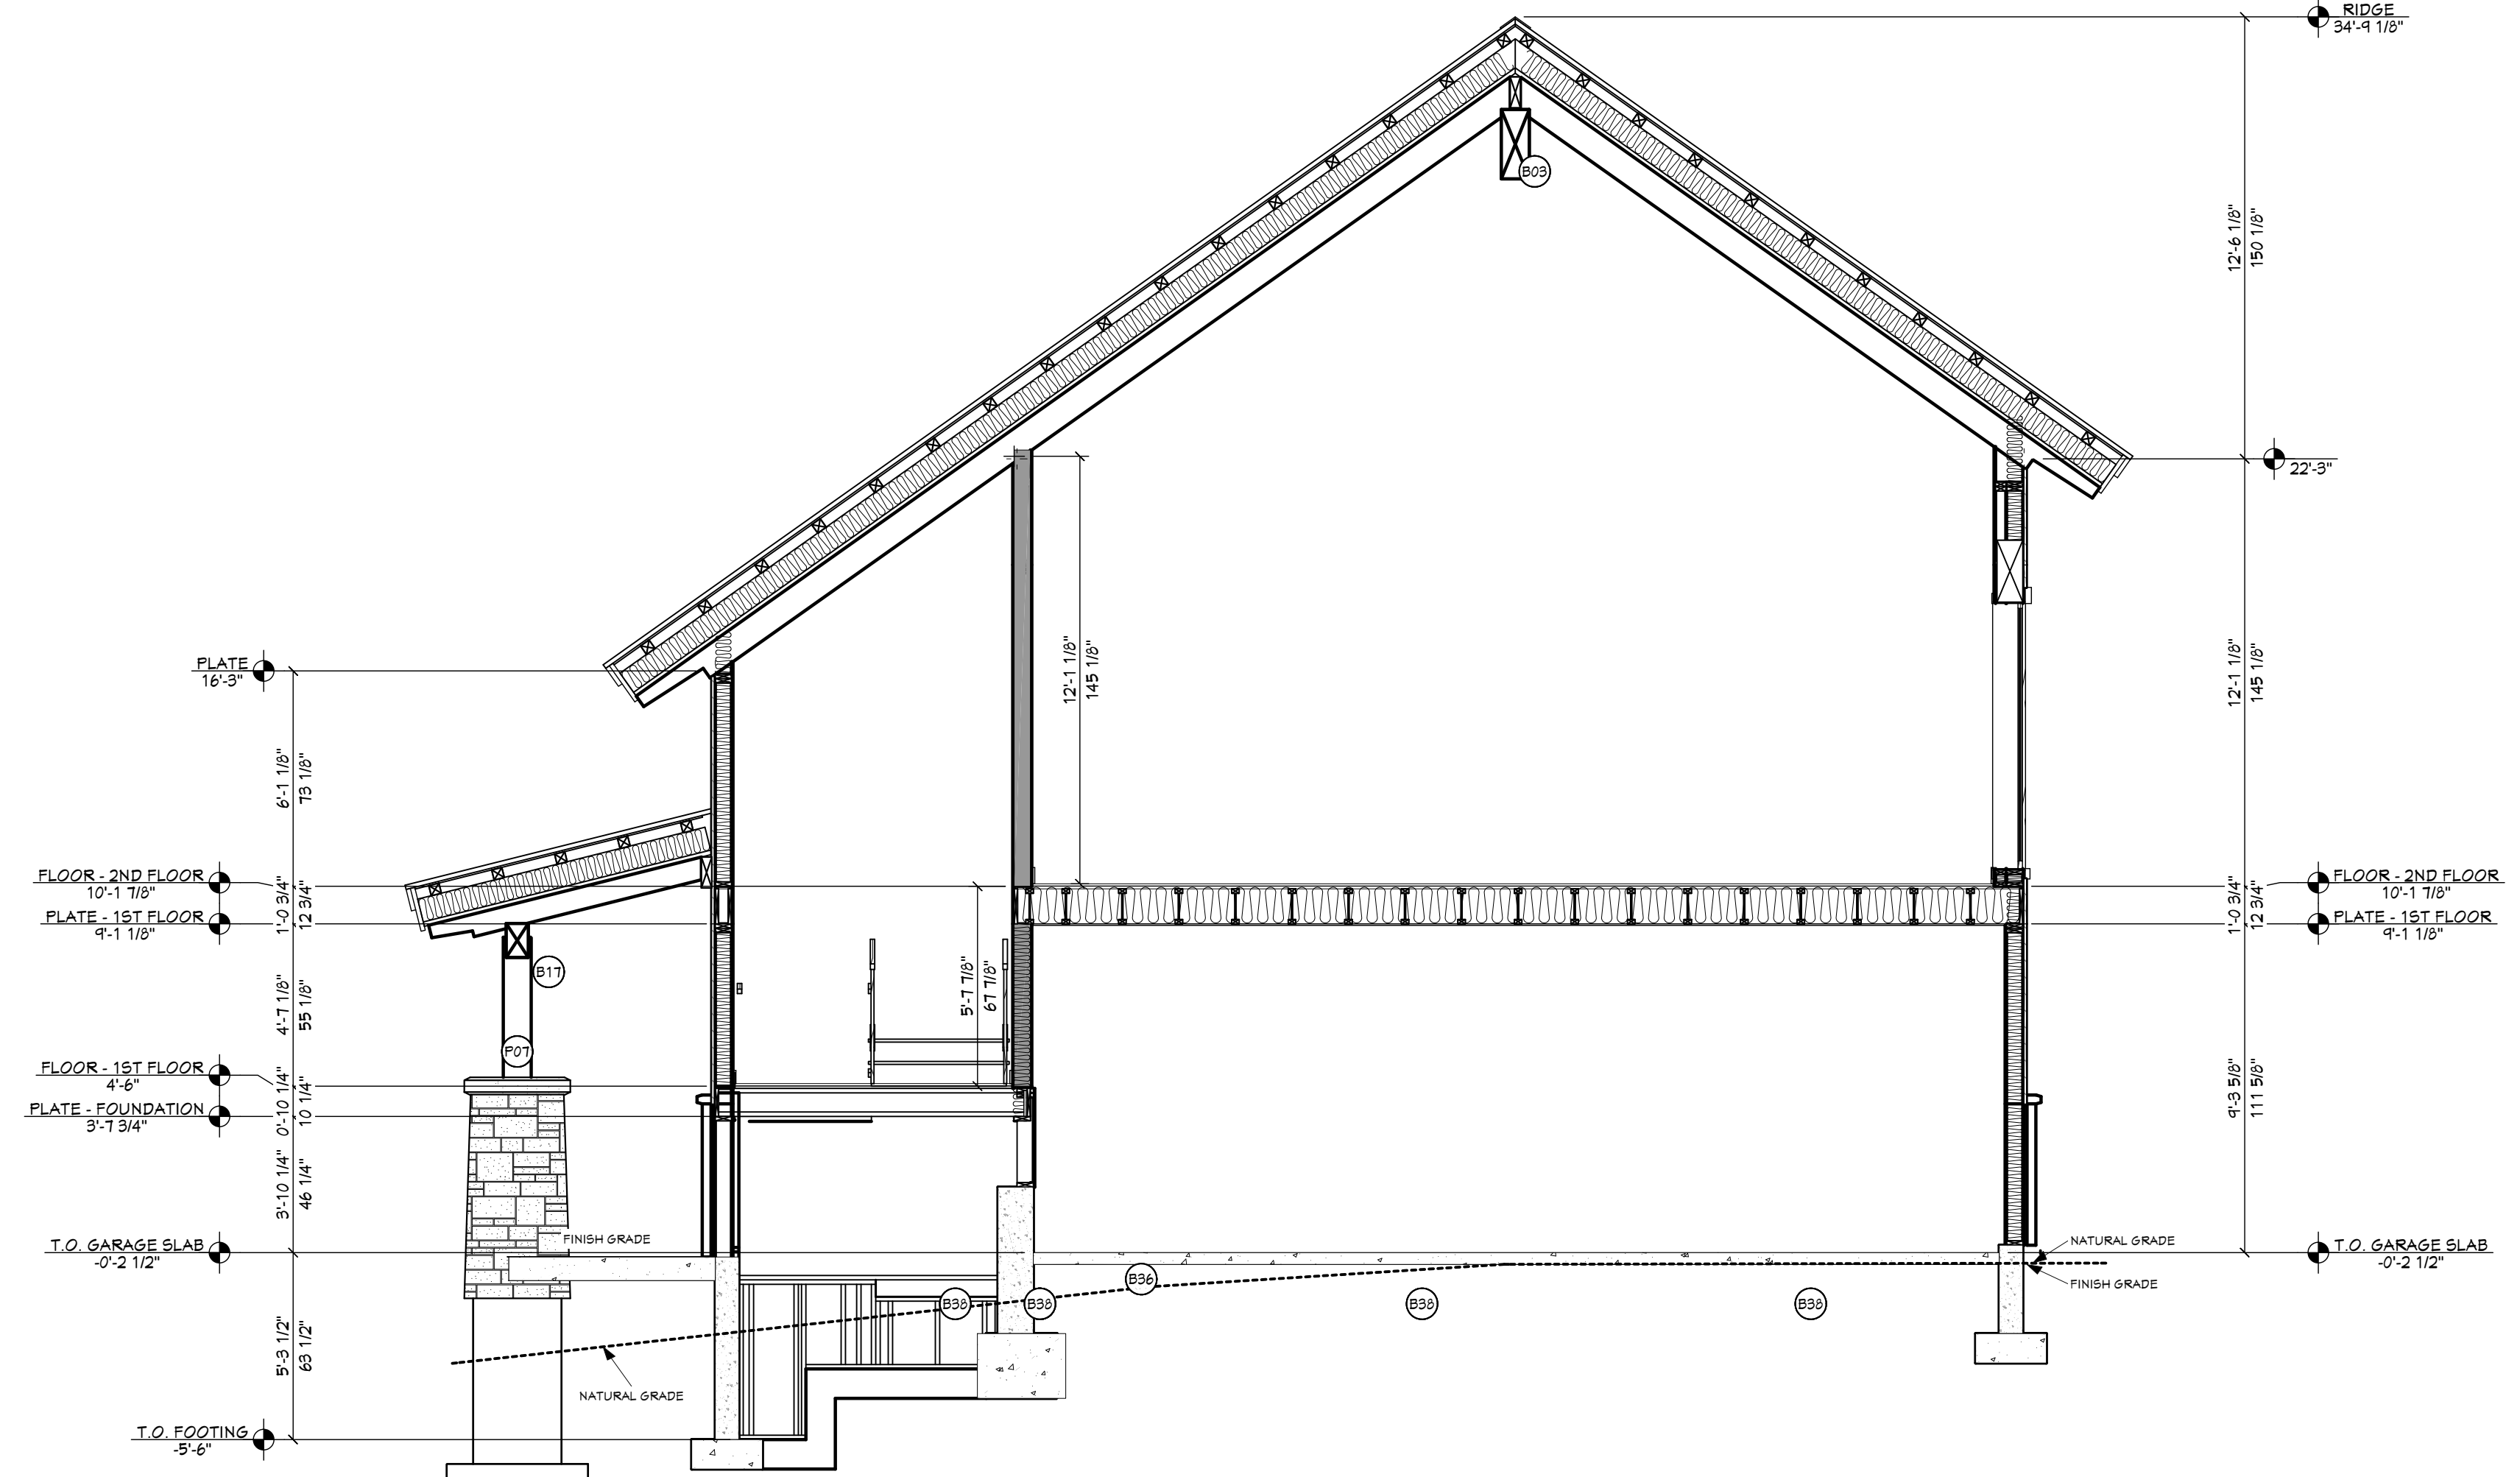 RIDGE
34'-9 1/8"
B03
12'-6 1/8"
150 1/8"
22'-3"
PLATE
16'-3"
12'-1 1/8"
145 1/8"
12'-1 1/8"
145 1/8"
6'-1 1/8"
73 1/8"
FLOOR - 2ND FLOOR
10'-1 7/8"
PLATE - 1ST FLOOR
9'-1 1/8"
1'-0 3/4"
12 3/4"
1'-0 3/4"
12 3/4"
FLOOR - 2ND FLOOR
10'-1 7/8"
PLATE - 1ST FLOOR
9'-1 1/8"
B17
4'-7 1/8"
55 1/8"
5'-7 7/8"
67 7/8"
P07
FLOOR - 1ST FLOOR
4'-6"
PLATE - FOUNDATION
3'-7 3/4"
0'-10 1/4"
10 1/4"
9'-3 5/8"
111 5/8"
3'-10 1/4"
46 1/4"
FINISH GRADE
T.O. GARAGE SLAB
-0'-2 1/2"
NATURAL GRADE
T.O. GARAGE SLAB
-0'-2 1/2"
FINISH GRADE
B36
B38
B38
B38
B38
5'-3 1/2"
63 1/2"
NATURAL GRADE
T.O. FOOTING
-5'-6"